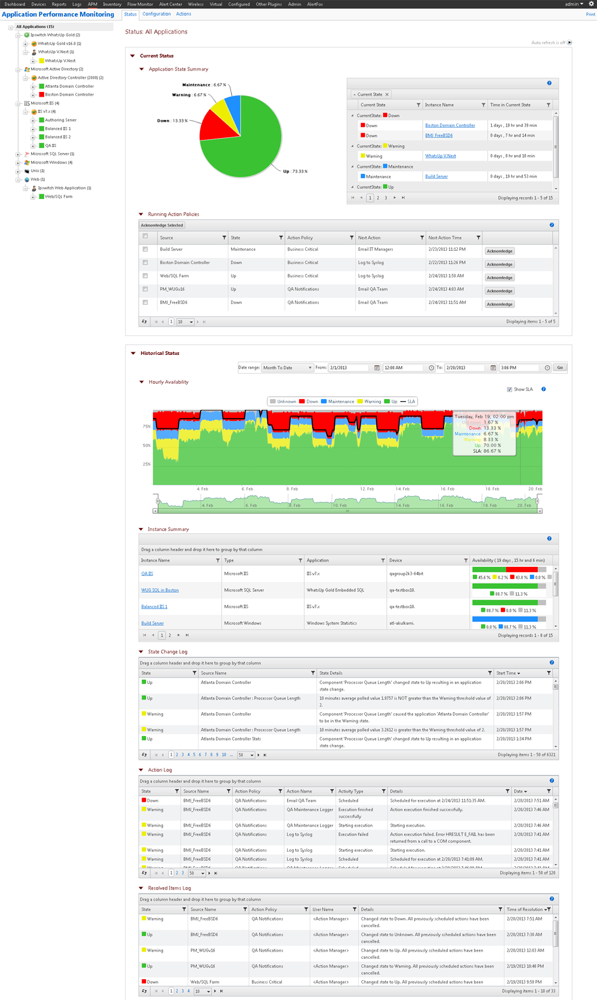 Dashboard Devices Reports Logs APM Inventory Flow Monitor Alert Center Wireless Virtual Configured Other Plugins Admin AlertFox admin
Application Performance Monitoring Status Configuration Actions Print
All Applications (15)
Ipswitch WhatsUp Gold (2)
WhatsUp Gold v16.0 (1)
WhatsUp V.Next (1)
WhatsUp V.Next
Microsoft Active Directory (2)
Active Directory Controller (2008) (2)
Atlanta Domain Controller
Boston Domain Controller
Microsoft IIS (4)
IIS v7.x (4)
Authoring Server
Balanced IIS 1
Balanced IIS 2
QA IIS
Microsoft SQL Server (1)
Microsoft Windows (4)
Unix (1)
Web (1)
Ipswitch Web Application (1)
Web/SQL Farm
Status: All Applications
Auto refresh is off
Current Status
Application State Summary
Maintenance : 6.67 %
Warning : 6.67 %
Down : 13.33 %
Up : 73.33 %
Current State
Current State Instance Name Time in Current State
CurrentState: Down
Down Boston Domain Controller 1 days , 19 hr and 39 min
Down BMJ_FreeBSD6 0 days , 7 hr and 14 min
CurrentState: Warning
Warning WhatsUp V.Next 0 days , 8 hr and 10 min
CurrentState: Maintenance
Maintenance Build Server 0 days , 19 hr and 53 min
CurrentState: Up
1 2 3 Displaying records 1 - 5 of 15
Running Action Policies
Acknowledge Selected
Source State Action Policy Next Action Next Action Time
Build Server Maintenance Business Critical Email IT Managers 2/23/2013 11:12 PM Acknowledge
Boston Domain Controller Down Business Critical Log to Syslog 2/22/2013 11:26 PM Acknowledge
Web/SQL Farm Up Business Critical Log to Syslog 2/24/2013 1:58 AM Acknowledge
PM_WUGv16 Up QA Notifications Email QA Team 2/24/2013 4:03 AM Acknowledge
BMJ_FreeBSD6 Down QA Notifications Email QA Team 2/24/2013 11:51 AM Acknowledge
1 10 Displaying items 1 - 5 of 5
Historical Status
Date range: Month To Date From: 2/1/2013 12:00 AM To: 2/20/2013 3:06 PM Go
Hourly Availability
Show SLA
Unknown Down Maintenance Warning Up SLA
75%
50%
25%
Tuesday, Feb 19, 02:00 pm
Unknown: 1.67 %
Down: 13.33 %
Maintenance: 6.67 %
Warning: 8.33 %
Up: 70.00 %
SLA: 86.67 %
4. Feb 6. Feb 8. Feb 12. Feb 14. Feb 16. Feb 18. Feb 20. Feb
4. Feb 6. Feb 8. Feb 10. Feb 12. Feb 14. Feb 16. Feb 18. Feb 20. Feb
Instance Summary
Drag a column header and drop it here to group by that column
Instance Name Type Application Device Availability ( 19 days , 15 hr and 6 min)
QA IIS Microsoft IIS IIS v7.x qagroup2k3-64bit 45.6 % 0.2 % 43.0 % 0.0 %
WUG SQL in Boston Microsoft SQL Server WhatsUp Gold Embedded SQL qa-testbox10. 88.7 % 11.3 %
Balanced IIS 1 Microsoft IIS IIS v7.x qa-testbox10. 88.7 % 0.0 % 11.3 %
Build Server Microsoft Windows Windows System Statistics atl-akulkarni. 0.0 % 88.7 % 11.3 %
1 2 Displaying records 1 - 8 of 15
State Change Log
Drag a column header and drop it here to group by that column
State Source Name State Details Start Time
Up Atlanta Domain Controller Component 'Processor Queue Length' changed state to Up resulting in an application 2/20/2013 2:06 PM
state change.
Up Atlanta Domain Controller : Processor Queue Length 10 minutes average polled value 1.9757 is NOT greater than the Warning threshold value of 2/20/2013 2:06 PM
2.
Warning Atlanta Domain Controller Component 'Processor Queue Length' caused the application 'Atlanta Domain Controller' 2/20/2013 1:57 PM
to be in the Warning state.
Warning Atlanta Domain Controller : Processor Queue Length 10 minutes average polled value 3.2612 is greater than the Warning threshold value of 2. 2/20/2013 1:57 PM
Up Atlanta Domain Controller Stats Component 'Processor Queue Length' changed state to Up resulting in an application 2/20/2013 1:34 PM
state change.
1 2 3 4 5 6 7 8 9 10 ... 50 Displaying items 1 - 50 of 6321
Action Log
Drag a column header and drop it here to group by that column
State Source Name Action Policy Action Name Activity Type Details Date
Down BMJ_FreeBSD6 QA Notifications Email QA Team Scheduled Scheduled for execution at 2/24/2013 11:51:35 AM. 2/20/2013 7:51 AM
Warning BMJ_FreeBSD6 QA Notifications QA Maintenance Logger Execution finished Action execution finished successfully. 2/20/2013 7:46 AM
successfully
Warning BMJ_FreeBSD6 QA Notifications QA Maintenance Logger Starting execution Starting execution. 2/20/2013 7:46 AM
Warning BMJ_FreeBSD6 QA Notifications Log to Syslog Execution failed Action execution failed. Error HRESULT E_FAIL has been 2/20/2013 7:41 AM
returned from a call to a COM component.
Warning BMJ_FreeBSD6 QA Notifications Log to Syslog Starting execution Starting execution. 2/20/2013 7:41 AM
Warning BMJ_FreeBSD6 QA Notifications Log to Syslog Scheduled Scheduled for execution at 2/20/2013 7:41:09 AM. 2/20/2013 7:41 AM
Warning BMJ_FreeBSD6 QA Notifications QA Maintenance Logger Scheduled Scheduled for execution at 2/20/2013 7:46:09 AM. 2/20/2013 7:41 AM
1 2 3 50 Displaying items 1 - 50 of 120
Resolved Items Log
Drag a column header and drop it here to group by that column
State Source Name Action Policy User Name Details Time of Resolution
Warning BMJ_FreeBSD6 QA Notifications <Action Manager> Changed state to Down. All previously scheduled actions have been 2/20/2013 7:51 AM
cancelled.
Up BMJ_FreeBSD6 QA Notifications <Action Manager> Changed state to Unknown. All previously scheduled actions have been 2/20/2013 7:30 AM
cancelled.
Warning PM_WUGv16 QA Notifications <Action Manager> Changed state to Up. All previously scheduled actions have been 2/20/2013 12:03 AM
cancelled.
Up PM_WUGv16 QA Notifications <Action Manager> Changed state to Warning. All previously scheduled actions have been 2/19/2013 10:48 PM
cancelled.
Down Web/SQL Farm Business Critical <Action Manager> Changed state to Up. All previously scheduled actions have been 2/19/2013 9:58 PM
1 2 3 4 10 Displaying items 1 - 10 of 33